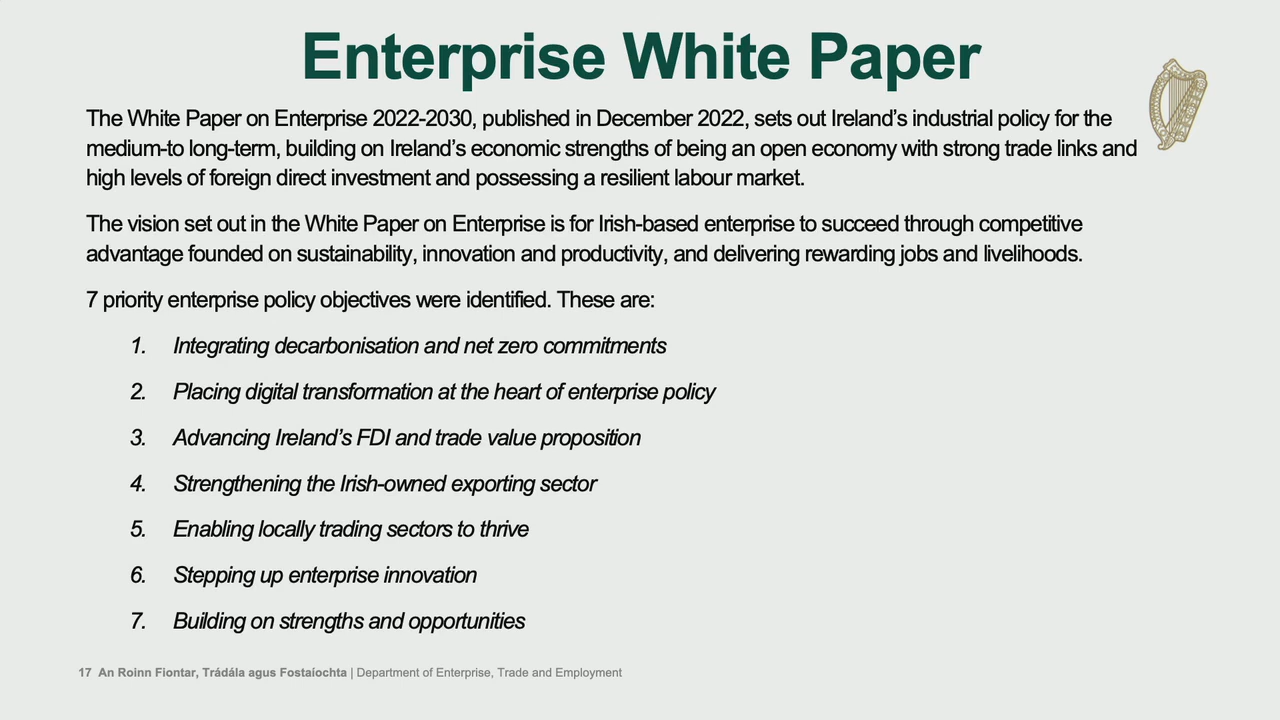 Enterprise White Paper
The White Paper on Enterprise 2022-2030, published in December 2022, sets out Ireland’s industrial policy for the
medium-to long-term, building on Ireland’s economic strengths of being an open economy with strong trade links and
high levels of foreign direct investment and possessing a resilient labour market.
The vision set out in the White Paper on Enterprise is for Irish-based enterprise to succeed through competitive
advantage founded on sustainability, innovation and productivity, and delivering rewarding jobs and livelihoods.
7 priority enterprise policy objectives were identified. These are:
1. Integrating decarbonisation and net zero commitments
2. Placing digital transformation at the heart of enterprise policy
3. Advancing Ireland’s FDI and trade value proposition
4. Strengthening the Irish-owned exporting sector
5. Enabling locally trading sectors to thrive
6. Stepping up enterprise innovation
7. Building on strengths and opportunities
17 An Roinn Fiontar, Trádála agus Fostaíochta | Department of Enterprise, Trade and Employment